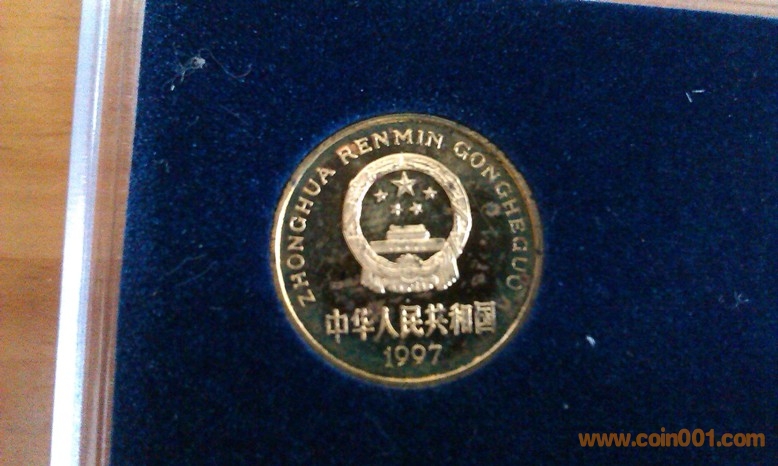 ZHONGHUA RENMIN GONGHEGUO
中华人民共和国
1997
www.coin001.com